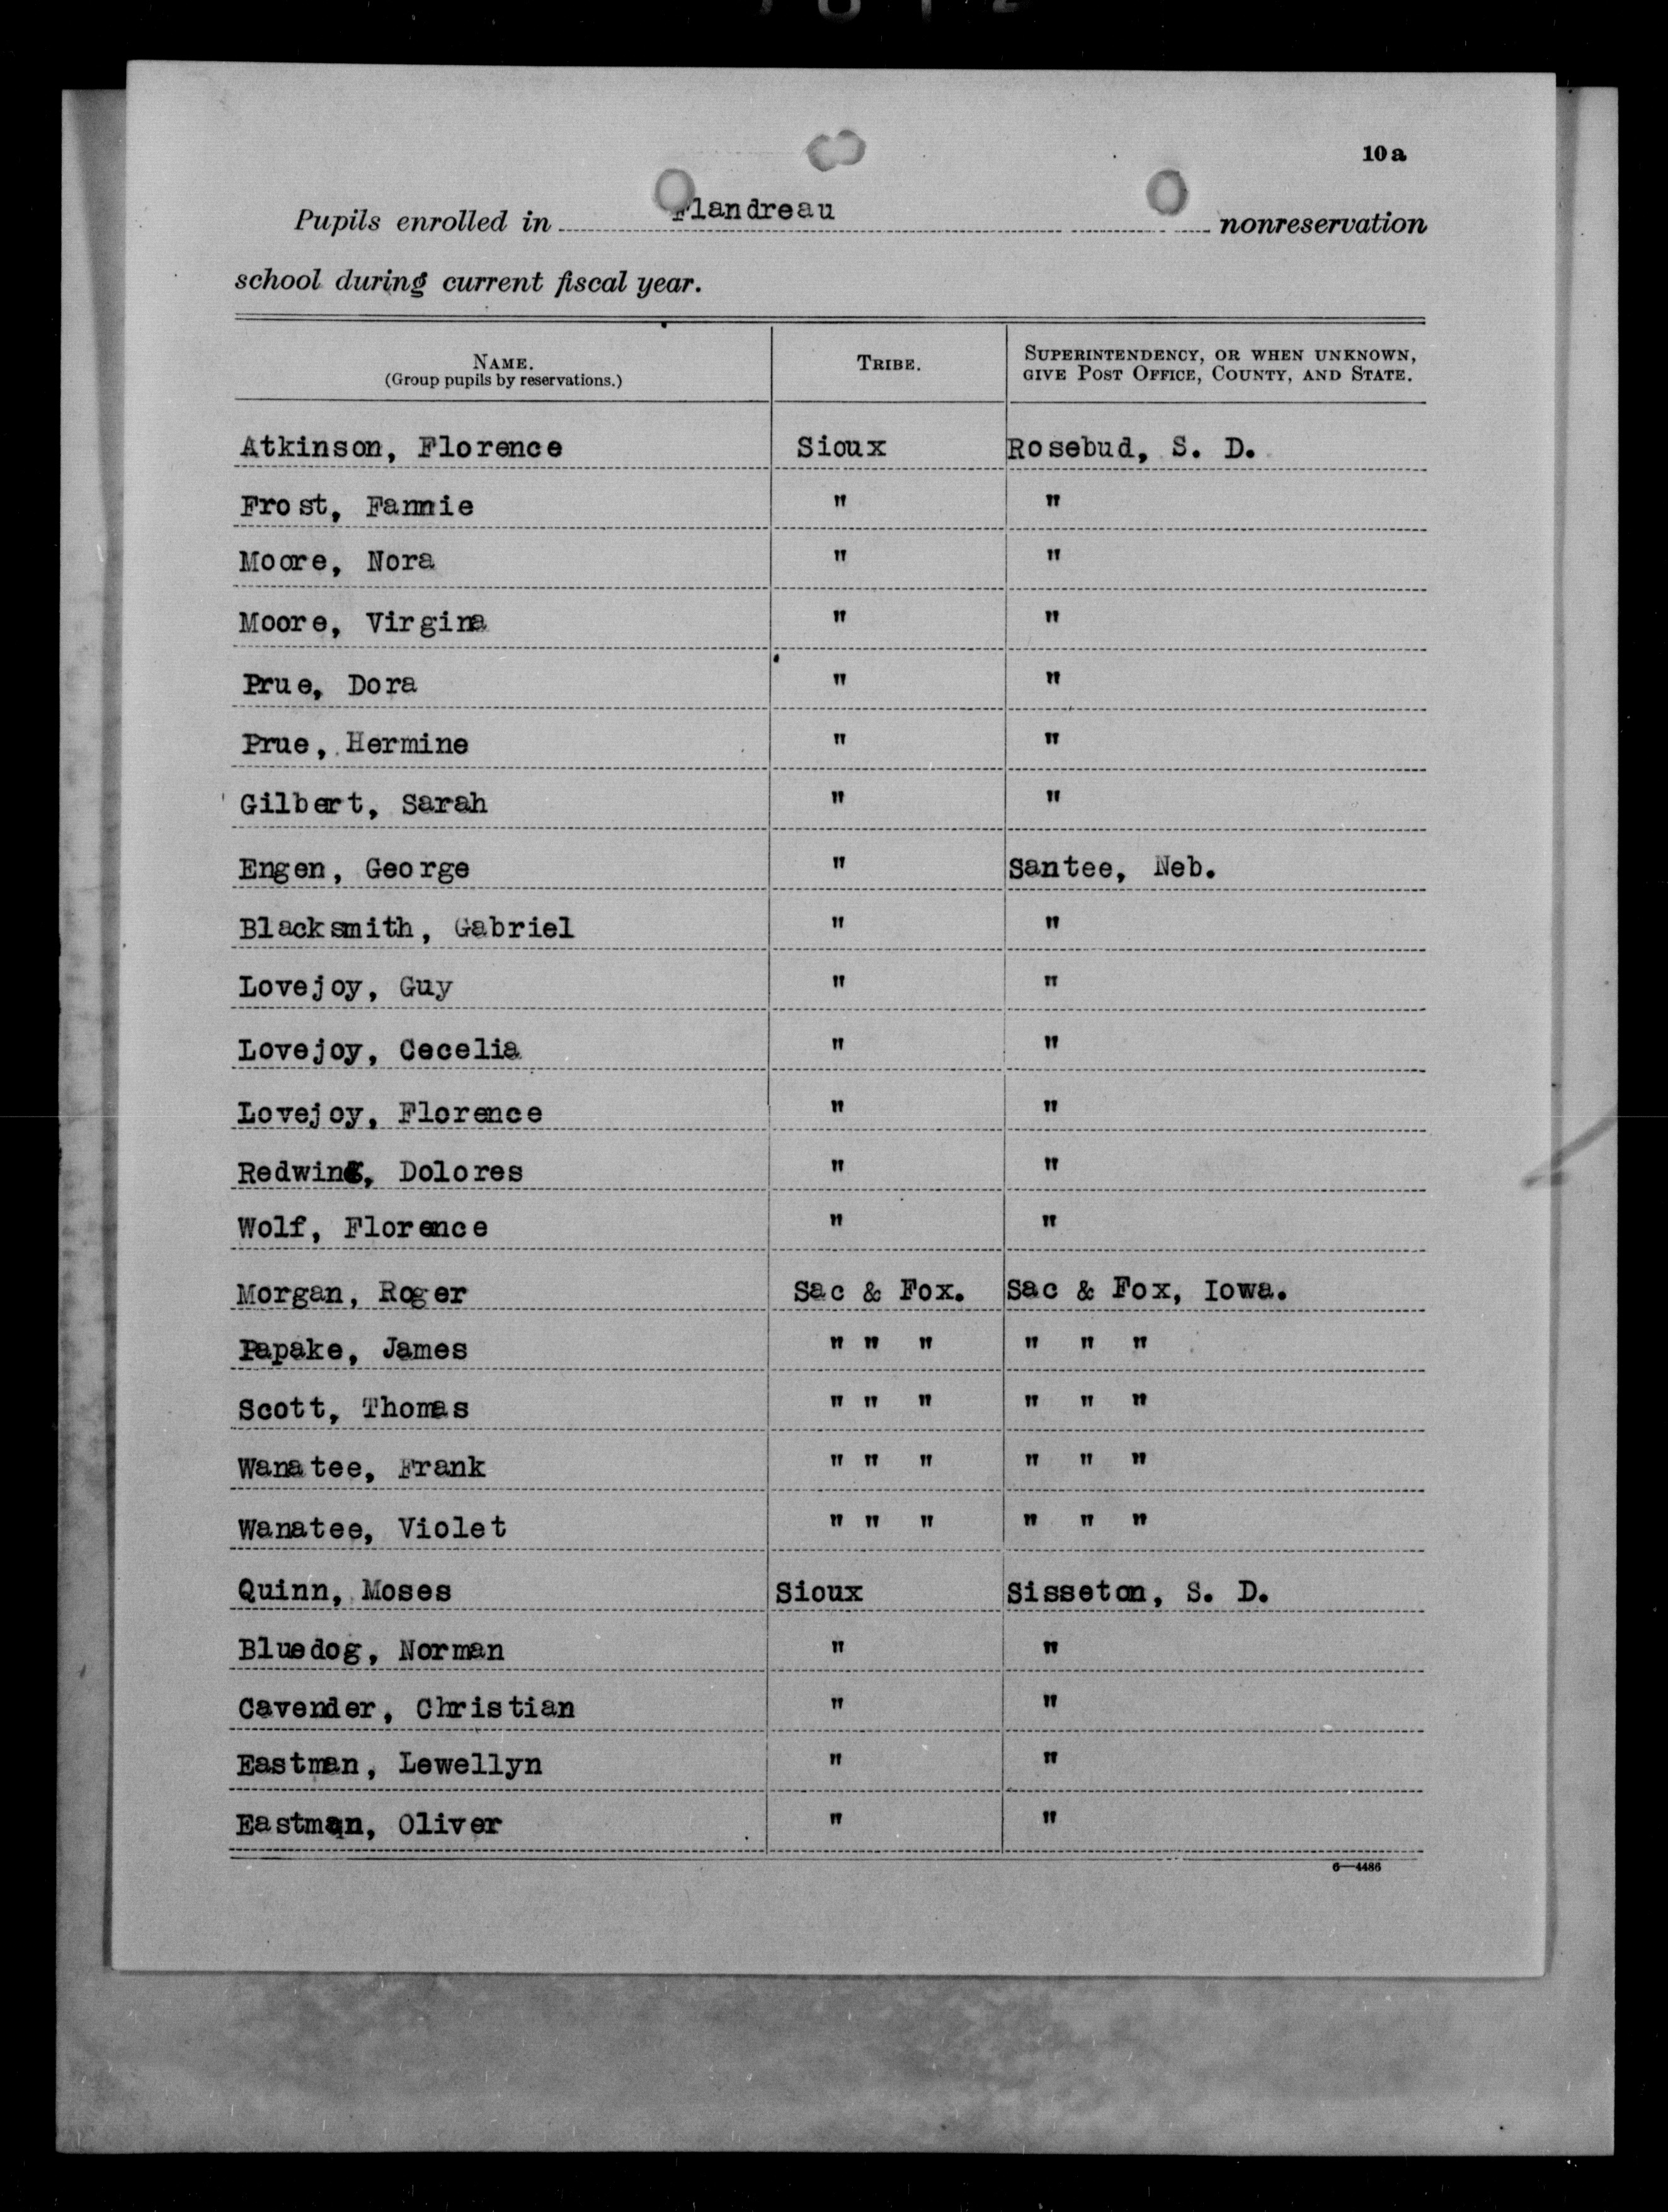 10a
Pupils enrolled in Flandreau nonreservation
school during current fiscal year.
NAME. TRIBE. SUPERINTENDENCY, OR WHEN UNKNOWN,
(Group pupils by reservations.) GIVE POST OFFICE, COUNTY, AND STATE.
Atkinson, Florence Sioux Rosebud, S. D.
Frost, Fannie " "
Moore, Nora " "
Moore, Virgina " "
Prue, Dora " "
Prue, Hermine " "
Gilbert, Sarah " "
Engen, George " Santee, Neb.
Blacksmith, Gabriel " "
Lovejoy, Guy " "
Lovejoy, Cecelia " "
Lovejoy, Florence " "
Redwing, Dolores " "
Wolf, Florence " "
Morgan, Roger Sac & Fox. Sac & Fox, Iowa.
Papake, James " " " " " "
Scott, Thomas " " " " " "
Wanatee, Frank " " " " " "
Wanatee, Violet " " " " " "
Quinn, Moses Sioux Sisseton, S. D.
Bluedog, Norman " "
Cavender, Christian " "
Eastman, Lewellyn " "
Eastman, Oliver " "
6—4486